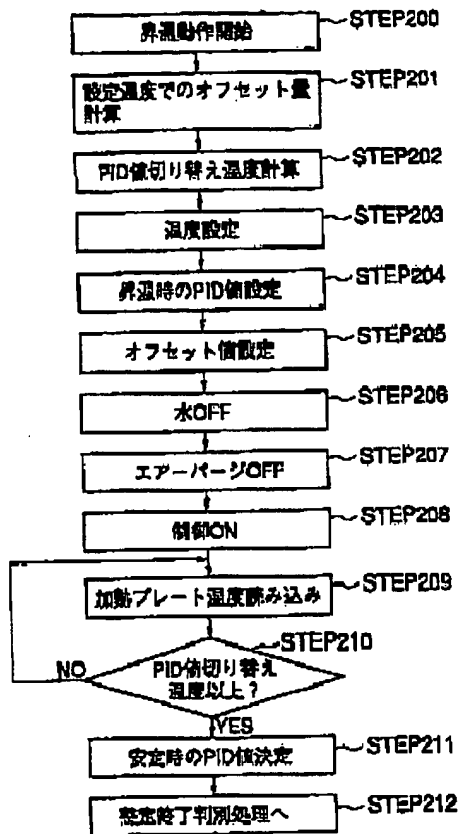 昇温動作開始
STEP200
設定温度でのオフセット量
計算
STEP201
PID値切り替え温度計算
STEP202
温度設定
STEP203
昇温時のPID値設定
STEP204
オフセット値設定
STEP205
水OFF
STEP206
エアーパージOFF
STEP207
制御ON
STEP208
加熱プレート温度読み込み
STEP209
STEP210
PID値切り替え
温度以上？
NO
YES
安定時のPID値決定
STEP211
整定終了判別処理へ
STEP212